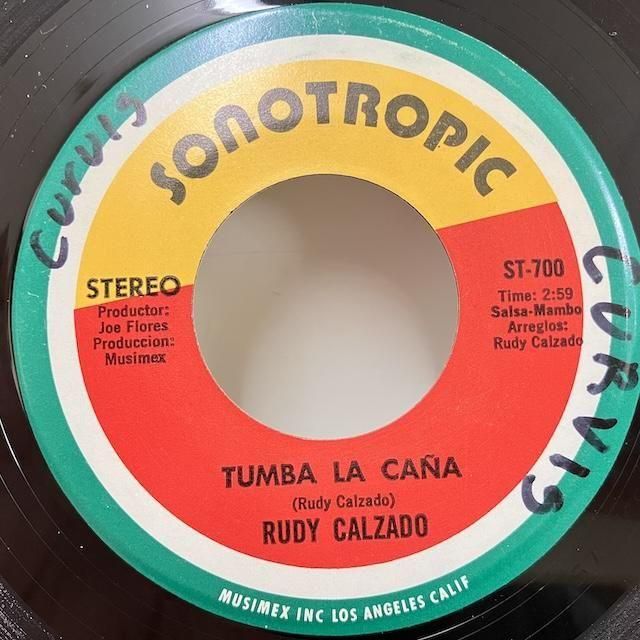 SONOTROPIC
CURVIS
STEREO
Productor:
Joe Flores
Produccion:
Musimex
ST-700
Time: 2:59
Salsa-Mambo
Arreglos:
Rudy Calzado
CURVIS
TUMBA LA CAÑA
(Rudy Calzado)
RUDY CALZADO
MUSIMEX INC LOS ANGELES CALIF